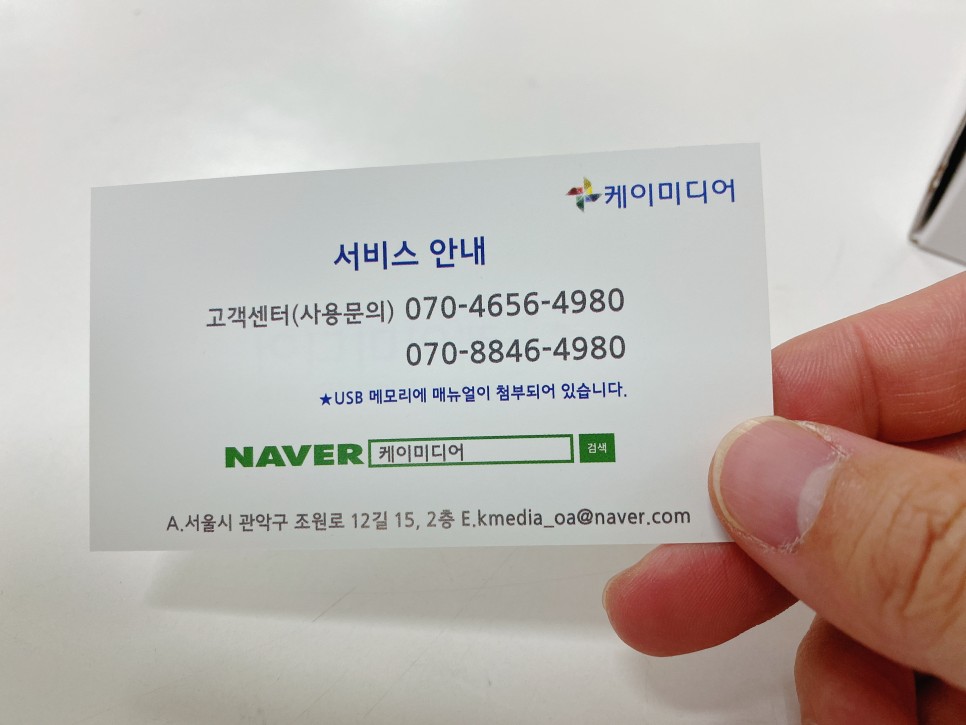 케이미디어
서비스 안내
고객센터(사용문의) 070-4656-4980
070-8846-4980
★USB 메모리에 매뉴얼이 첨부되어 있습니다.
NAVER 케이미디어 검색
A.서울시 관악구 조원로 12길 15, 2층 E.kmedia_oa@naver.com